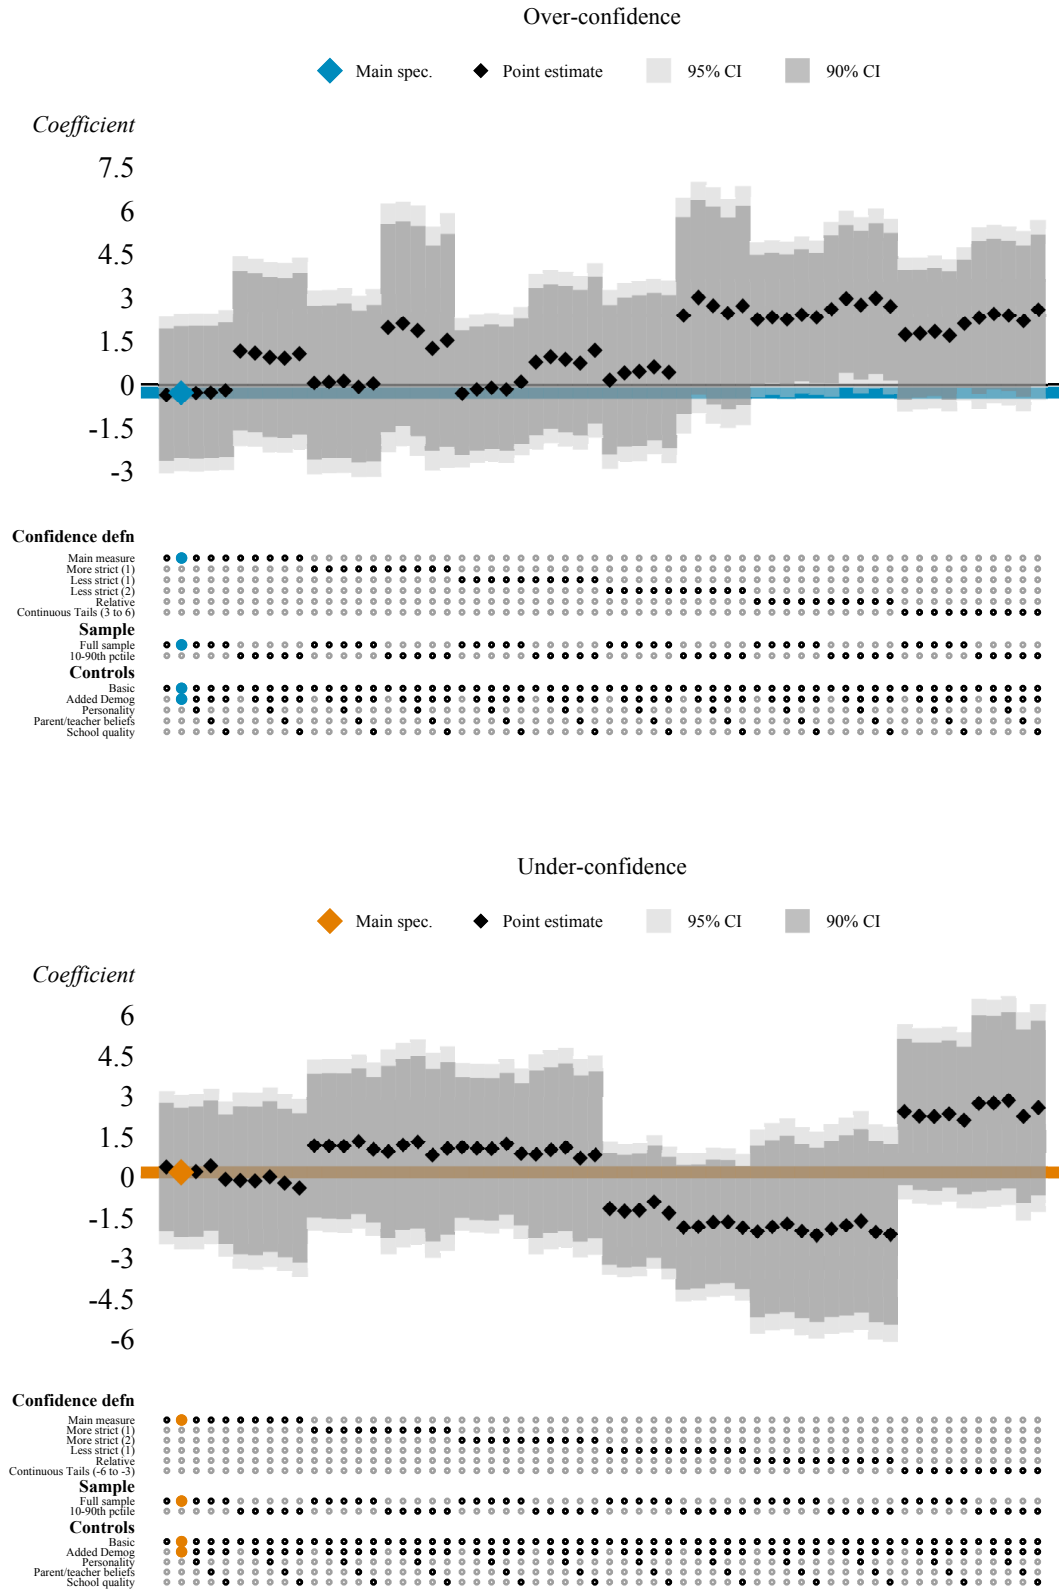 Over-confidence
Main spec. Point estimate 95% CI 90% CI
Coefficient
7.5
6
4.5
3
1.5
0
-1.5
-3
Confidence defn
Main measure
More strict (1)
Less strict (1)
Less strict (2)
Relative
Continuous Tails (3 to 6)
Sample
Full sample
10-90th pctile
Controls
Basic
Added Demog
Personality
Parent/teacher beliefs
School quality
Under-confidence
Main spec. Point estimate 95% CI 90% CI
Coefficient
6
4.5
3
1.5
0
-1.5
-3
-4.5
-6
Confidence defn
Main measure
More strict (1)
More strict (2)
Less strict (1)
Relative
Continuous Tails (-6 to -3)
Sample
Full sample
10-90th pctile
Controls
Basic
Added Demog
Personality
Parent/teacher beliefs
School quality